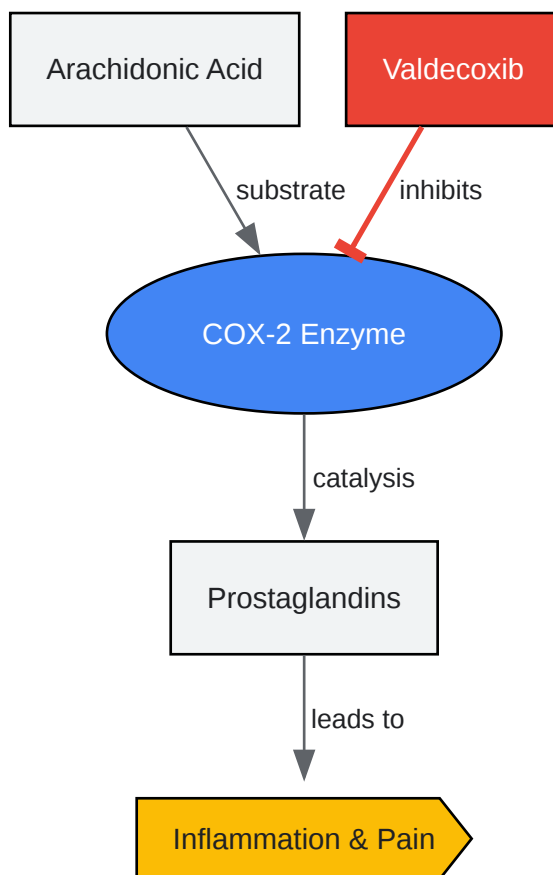 Arachidonic Acid
Valdecoxib
substrate
inhibits
COX-2 Enzyme
catalysis
Prostaglandins
leads to
Inflammation & Pain